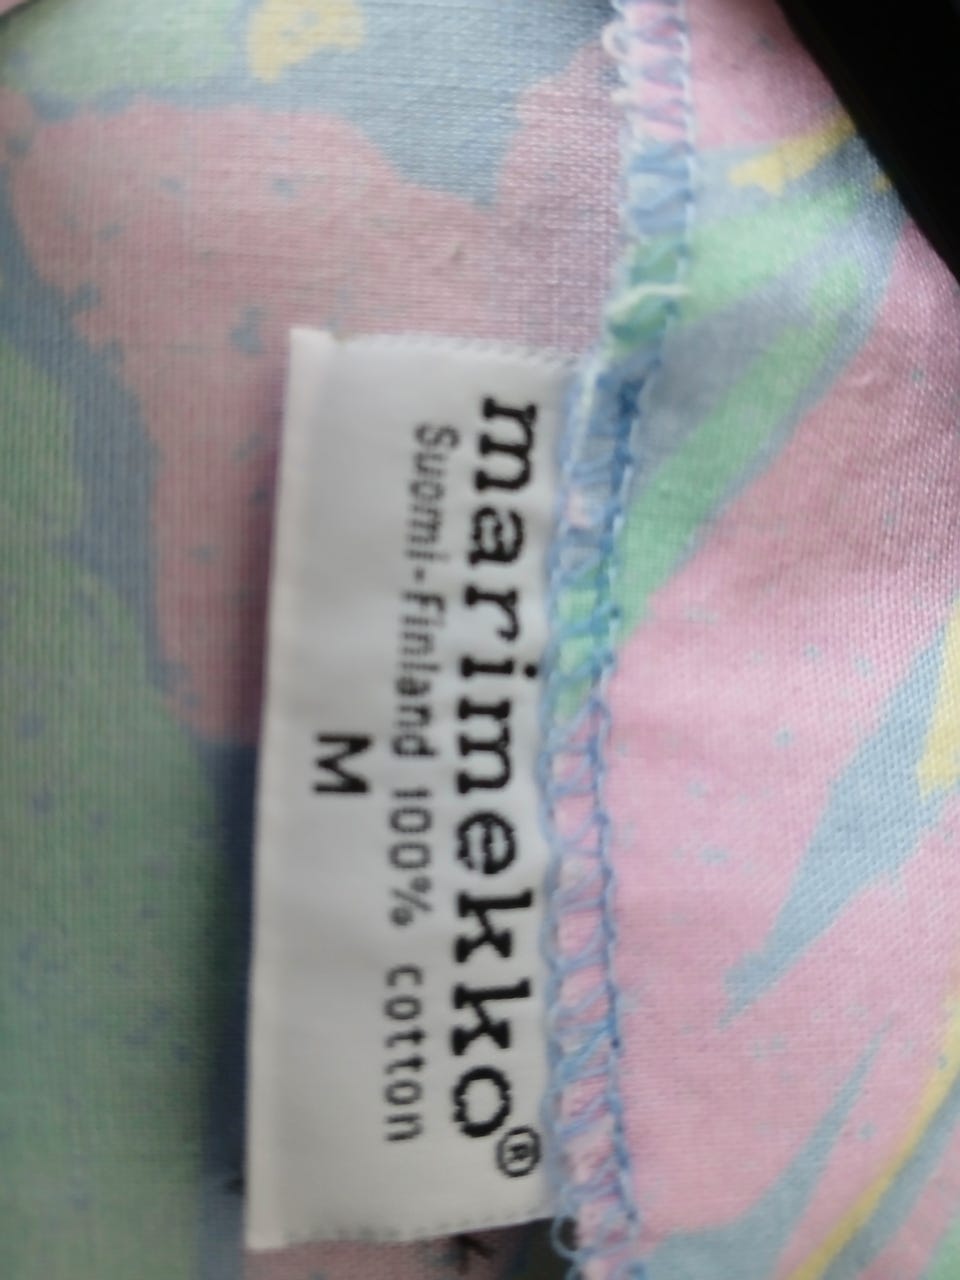 marimekko®
Suomi-Finland 100% cotton
M